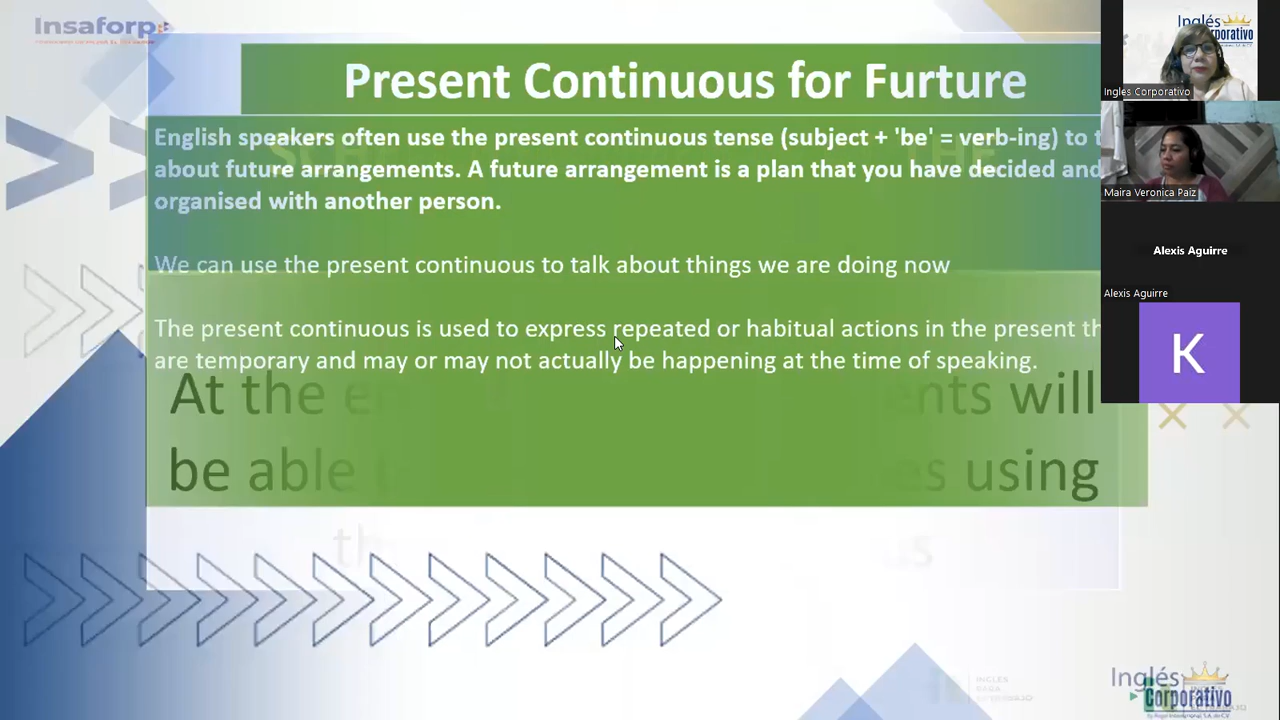 Insaforp
Present Continuous for Furture
English speakers often use the present continuous tense (subject + 'be' = verb-ing) to t
about future arrangements. A future arrangement is a plan that you have decided and
organised with another person.
We can use the present continuous to talk about things we are doing now
The present continuous is used to express repeated or habitual actions in the present th
are temporary and may or may not actually be happening at the time of speaking.
At the en
ents will
be able
es using
Inglés
Corporativo
Ingles Corporativo
Maira Veronica Paiz
Alexis Aguirre
Alexis Aguirre
K
Inglés
Corporativo